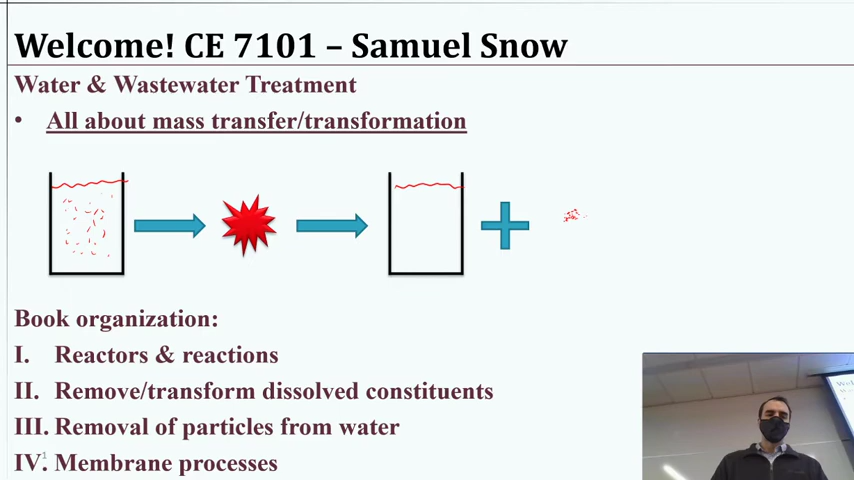 Welcome! CE 7101 – Samuel Snow
Water & Wastewater Treatment
• All about mass transfer/transformation
Book organization:
I. Reactors & reactions
II. Remove/transform dissolved constituents
III. Removal of particles from water
IV. Membrane processes
1